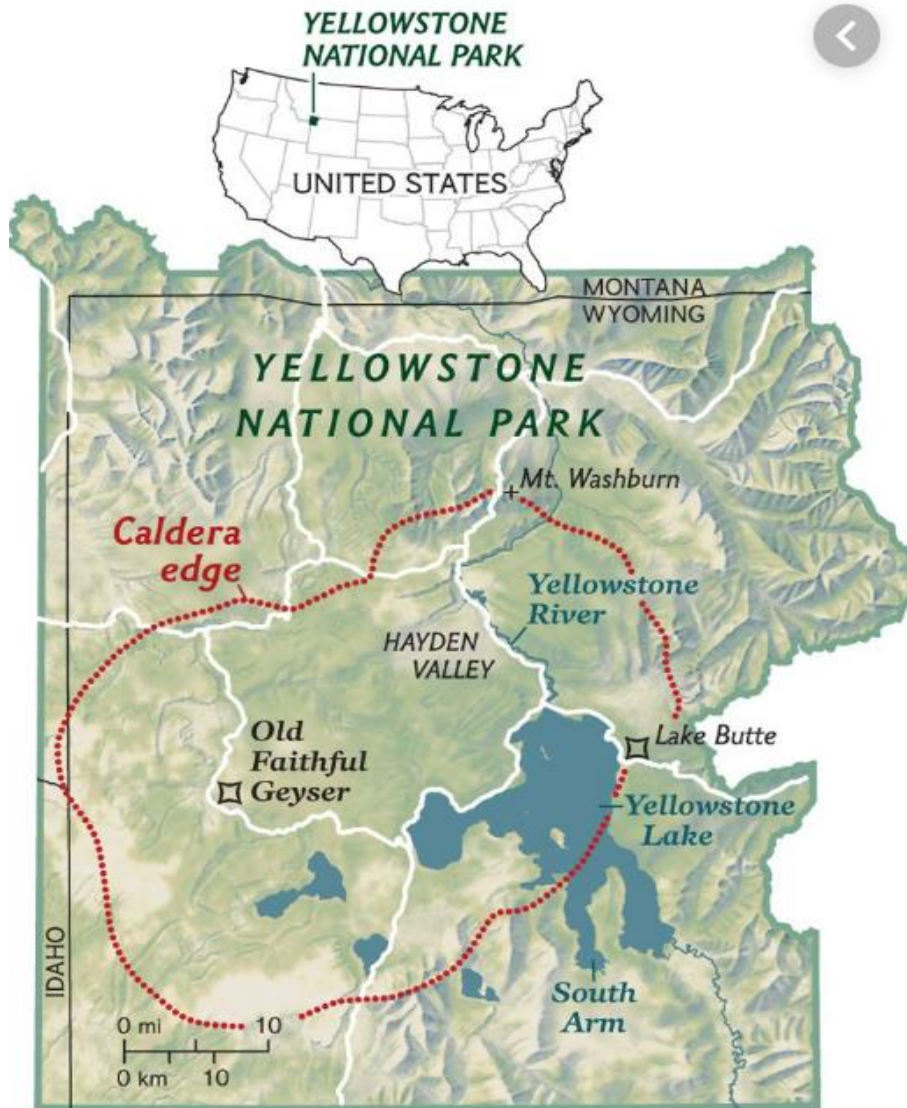 YELLOWSTONE
NATIONAL PARK
UNITED STATES
MONTANA
WYOMING
YELLOWSTONE
NATIONAL PARK
Mt. Washburn
Caldera
edge
Yellowstone
River
HAYDEN
VALLEY
Old
Faithful
Geyser
Lake Butte
Yellowstone
Lake
IDAHO
South
Arm
0 mi 10
0 km 10